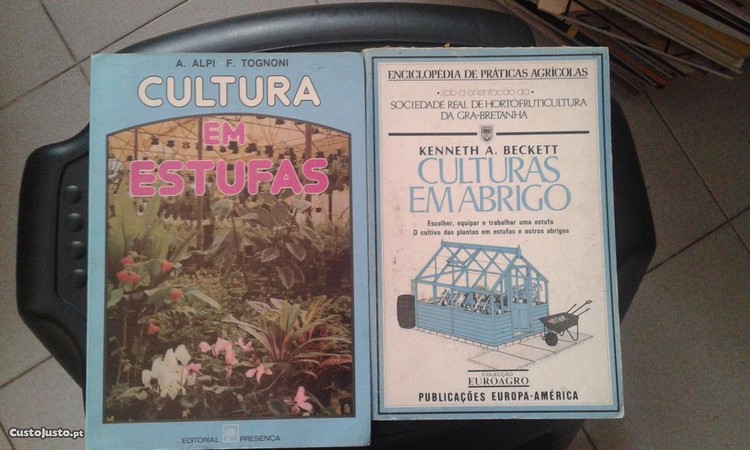 A. ALPI F. TOGNONI
CULTURA
EM
ESTUFAS
EDITORIAL PRESENÇA
ENCICLOPÉDIA DE PRÁTICAS AGRÍCOLAS
• sob a orientação da •
SOCIEDADE REAL DE HORTOFRUTICULTURA
DA GRÃ-BRETANHA
KENNETH A. BECKETT
CULTURAS
EM ABRIGO
Escolher, equipar e trabalhar uma estufa
O cultivo das plantas em estufas e outros abrigos
COLECÇÃO
EUROAGRO
PUBLICAÇÕES EUROPA-AMÉRICA
CustoJusto.pt